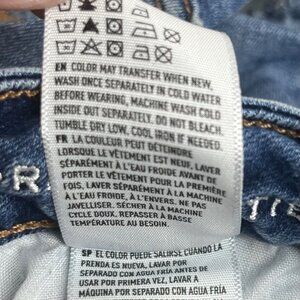 EN COLOR MAY TRANSFER WHEN NEW.
WASH ONCE SEPARATELY IN COLD WATER
BEFORE WEARING, MACHINE WASH COLD
INSIDE OUT SEPARATELY. DO NOT BLEACH.
TUMBLE DRY LOW. COOL IRON IF NEEDED.
FR LA COULEUR PEUT DÉTEINDRE
LORSQUE LE VÊTEMENT EST NEUF. LAVER
SÉPARÉMENT À L'EAU FROIDE AVANT DE
PORTER LE VÊTEMENT POUR LA PREMIÈRE
FOIS. LAVER ENSUITE À LA MACHINE
À L'EAU FROIDE, À L'ENVERS. NE PAS
JAVELLISER. SÉCHER À LA MACHINE
CYCLE DOUX. REPASSER À BASSE
TEMPÉRATURE AU BESOIN.
SP EL COLOR PUEDE SALIRSE CUANDO LA
PRENDA ES NUEVA, LAVAR POR
SEPARADO CON AGUA FRÍA ANTES DE
USAR POR PRIMERA VEZ, LAVAR A
MÁQUINA POR SEPARADO CON AGUA FRÍA